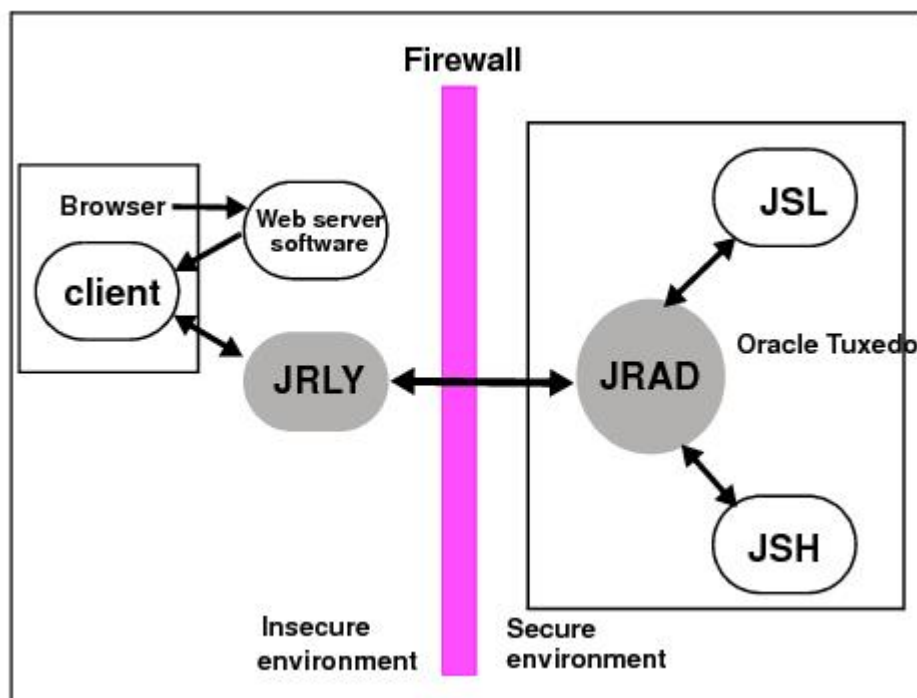 Firewall
Browser
Web server
software
client
JRLY
JSL
Oracle Tuxedo
JRAD
JSH
Insecure
environment
Secure
environment